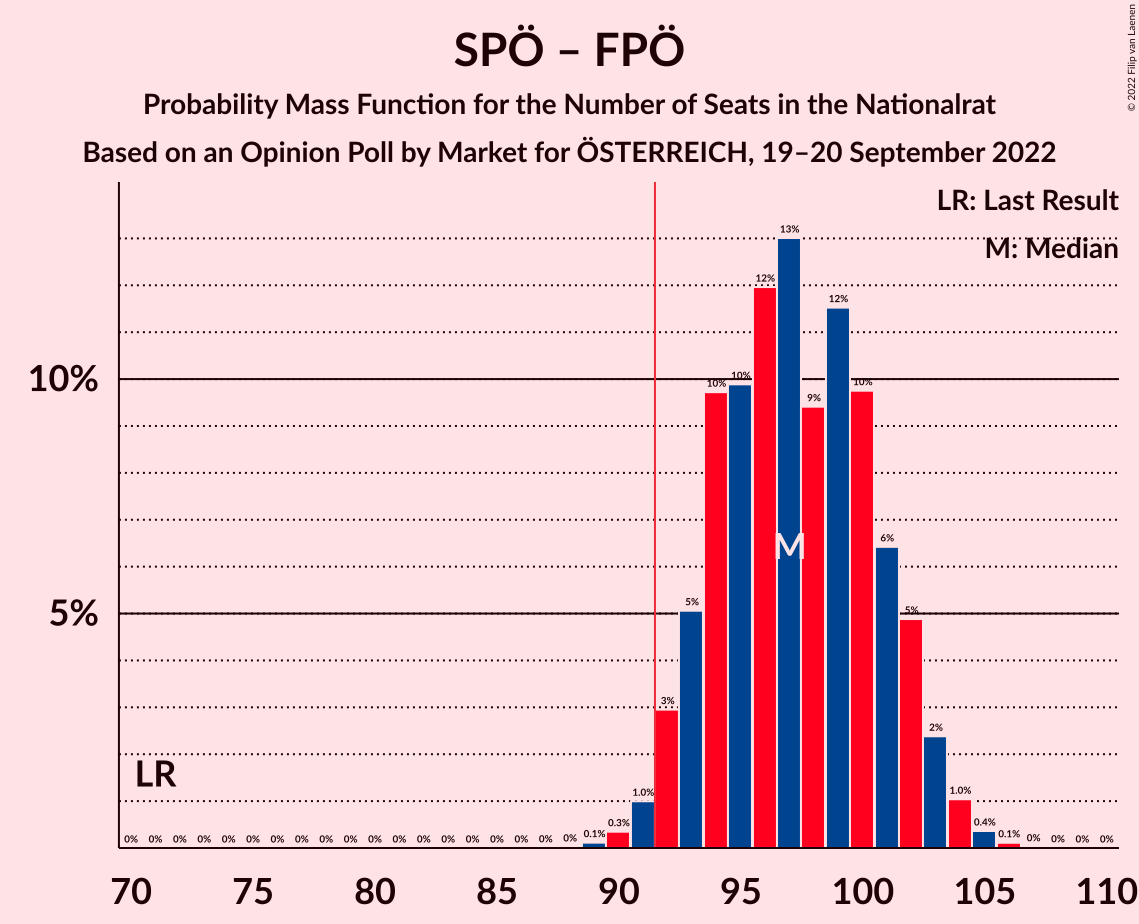 SPÖ – FPÖ
Probability Mass Function for the Number of Seats in the Nationalrat
Based on an Opinion Poll by Market for ÖSTERREICH, 19–20 September 2022
© 2022 Filip van Laenen
LR: Last Result
M: Median
10%
5%
LR
M
0% 0% 0% 0% 0% 0% 0% 0% 0% 0% 0% 0% 0% 0% 0% 0% 0% 0% 0% 0.1% 0.3% 1.0% 3% 5% 10% 10% 12% 13% 9% 12% 10% 6% 5% 2% 1.0% 0.4% 0.1% 0% 0% 0% 0%
70 75 80 85 90 95 100 105 110